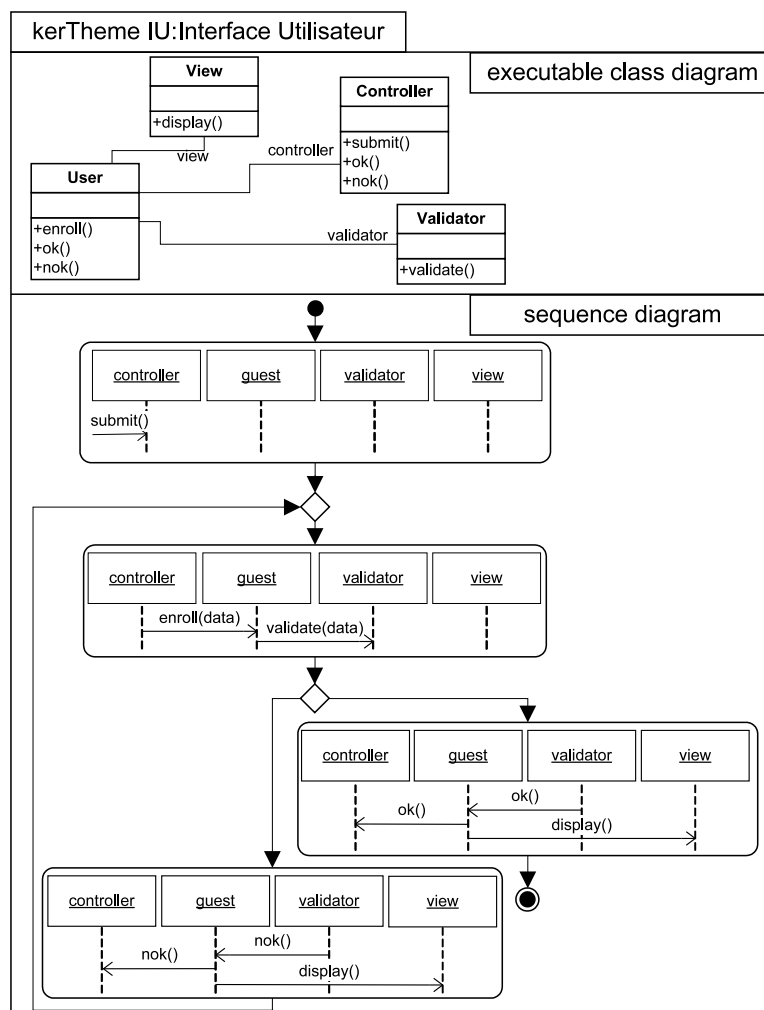 kerTheme IU:Interface Utilisateur
executable class diagram
View
+display()
view
Controller
+submit()
+ok()
+nok()
controller
User
+enroll()
+ok()
+nok()
Validator
+validate()
validator
sequence diagram
controller guest validator view
submit()
controller guest validator view
enroll(data)
validate(data)
controller guest validator view
ok()
ok()
display()
controller guest validator view
nok()
nok()
display()